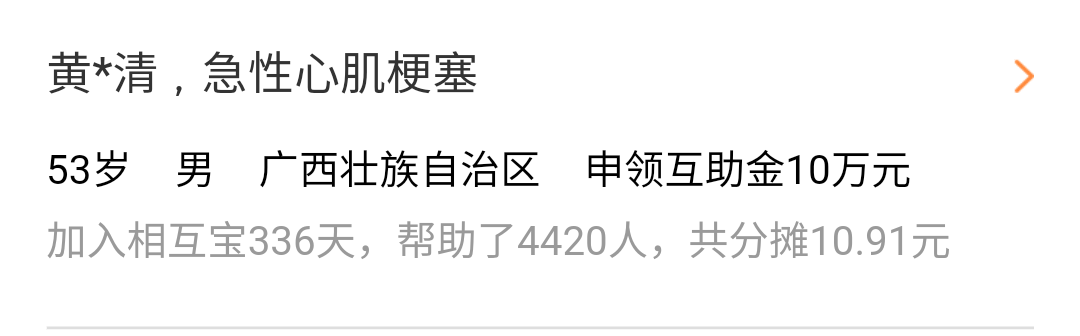 黄*清，急性心肌梗塞
53岁 男 广西壮族自治区 申领互助金10万元
加入相互宝336天，帮助了4420人，共分摊10.91元